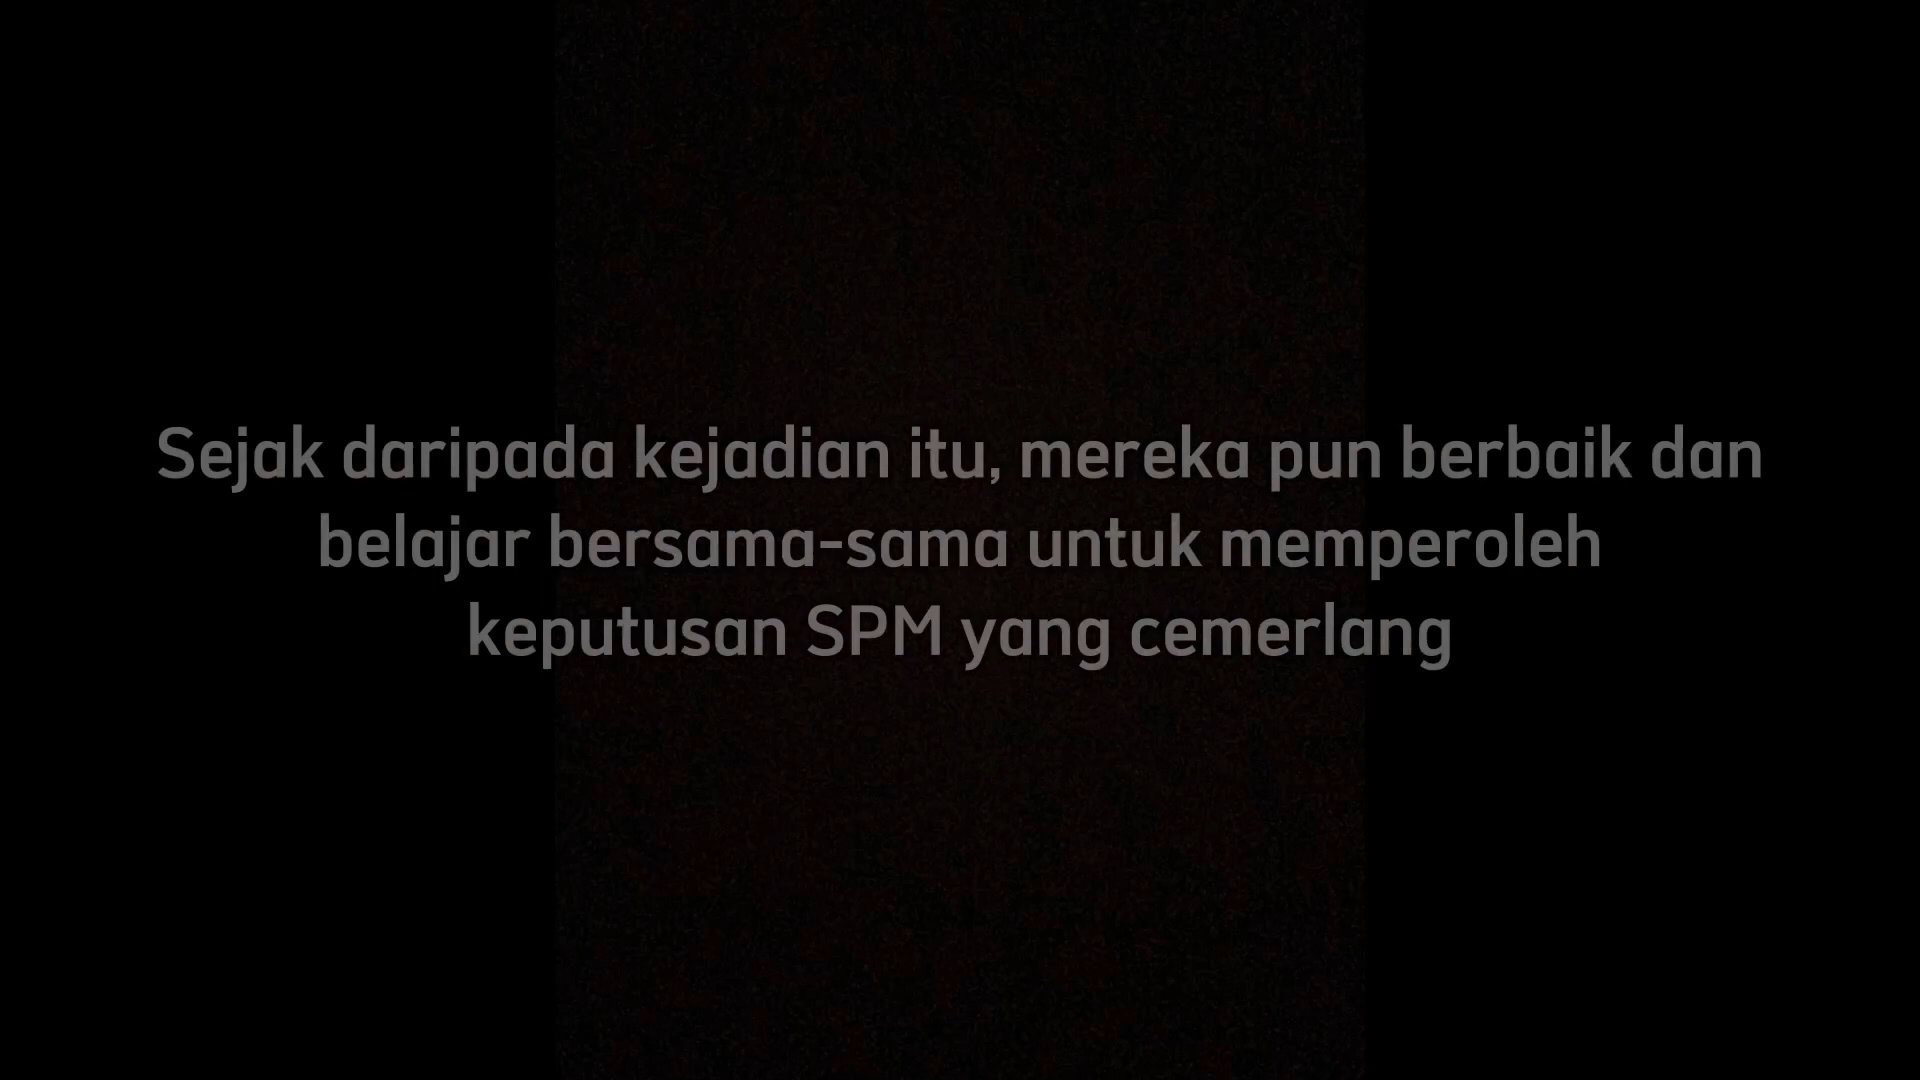 Sejak daripada kejadian itu, mereka pun berbaik dan
belajar bersama-sama untuk memperoleh
keputusan SPM yang cemerlang